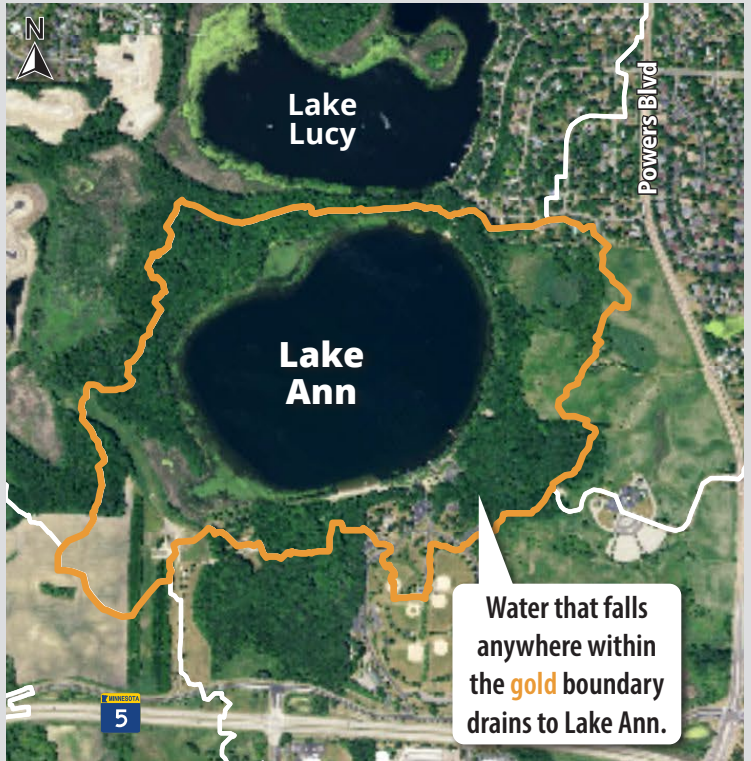 N
Lake
Lucy
Powers Blvd
Lake
Ann
Water that falls
anywhere within
the gold boundary
drains to Lake Ann.
MINNESOTA
5